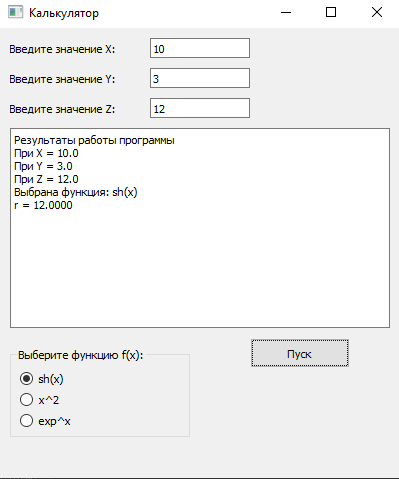 Калькулятор
Введите значение X: 10
Введите значение Y: 3
Введите значение Z: 12
Результаты работы программы
При X = 10.0
При Y = 3.0
При Z = 12.0
Выбрана функция: sh(x)
r = 12.0000
Выберите функцию f(x):
Пуск
sh(x)
x^2
exp^x